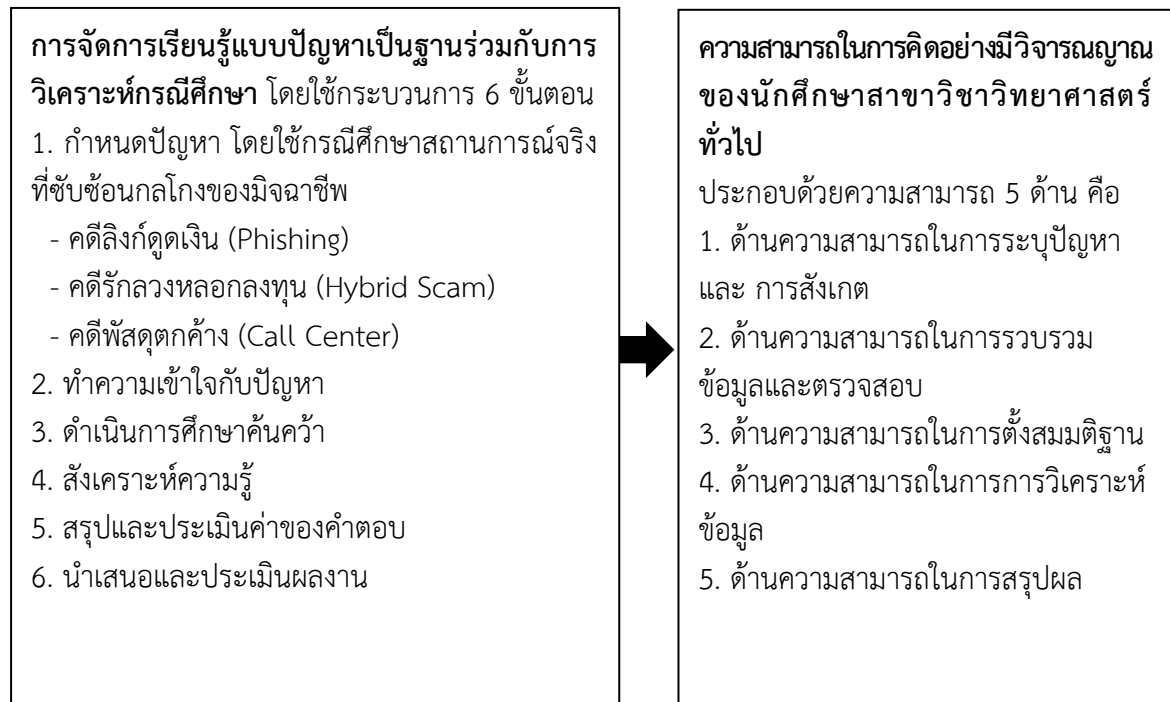 การจัดการเรียนรู้แบบปัญหาเป็นฐานร่วมกับการ
วิเคราะห์กรณีศึกษา โดยใช้กระบวนการ 6 ขั้นตอน
1. กำหนดปัญหา โดยใช้กรณีศึกษาสถานการณ์จริง
ที่ซับซ้อนกลโกงของมิจฉาชีพ
- คดีลิงก์ดูดเงิน (Phishing)
- คดีรักลวงหลอกลงทุน (Hybrid Scam)
- คดีพัสดุตกค้าง (Call Center)
2. ทำความเข้าใจกับปัญหา
3. ดำเนินการศึกษาค้นคว้า
4. สังเคราะห์ความรู้
5. สรุปและประเมินค่าของคำตอบ
6. นำเสนอและประเมินผลงาน
ความสามารถในการคิดอย่างมีวิจารณญาณ
ของนักศึกษาสาขาวิชาวิทยาศาสตร์
ทั่วไป
ประกอบด้วยความสามารถ 5 ด้าน คือ
1. ด้านความสามารถในการระบุปัญหา
และ การสังเกต
2. ด้านความสามารถในการรวบรวม
ข้อมูลและตรวจสอบ
3. ด้านความสามารถในการตั้งสมมติฐาน
4. ด้านความสามารถในการการวิเคราะห์
ข้อมูล
5. ด้านความสามารถในการสรุปผล